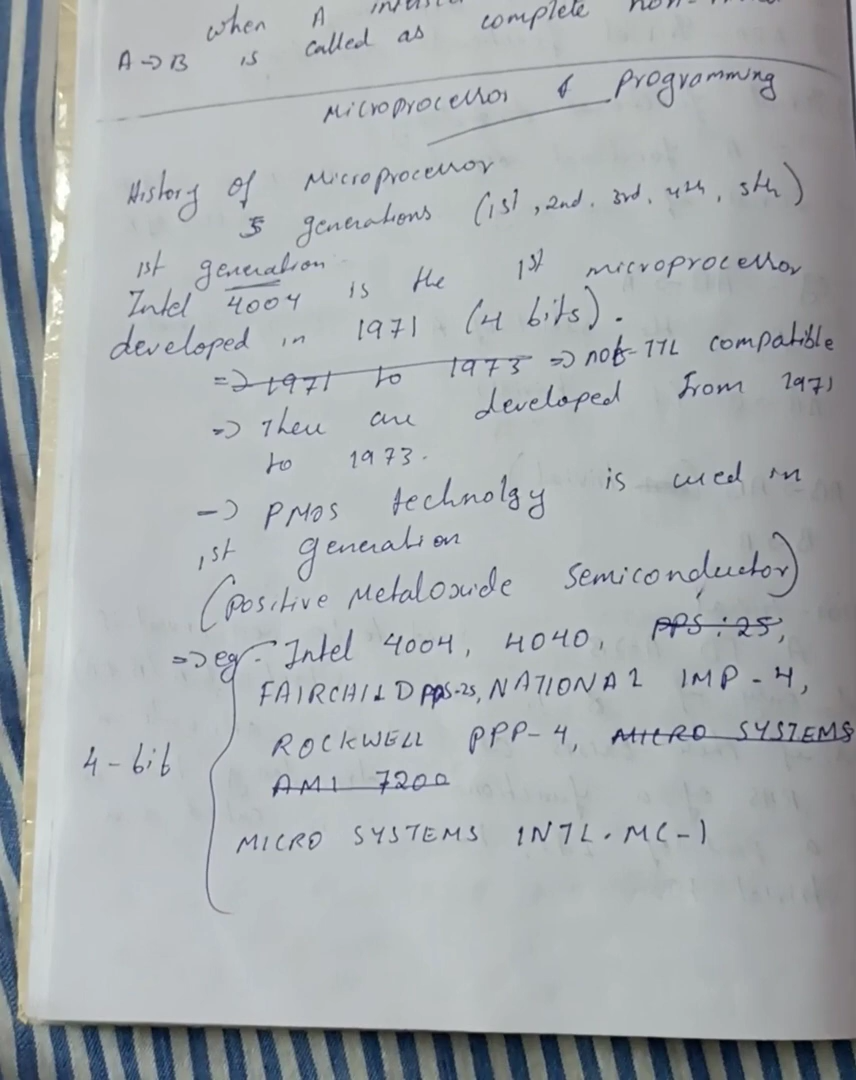 when A
A → B is called as complete
Microprocessor & Programming
History of Microprocessor
5 generations (1st, 2nd, 3rd, 4th, 5th)
1st generation
Intel 4004 is the 1st microprocessor
developed in 1971 (4 bits).
=> 1971 to 1973 => not TTL compatible
=> These are developed from 1971
to 1973.
-> PMOS technolgy is used in
1st generation
(Positive Metaloxide Semiconductor)
=> eg - Intel 4004, 4040, PPS : 25,
FAIRCHILD PPS-25, NATIONAL IMP - 4,
ROCKWELL PPP-4, MICRO SYSTEMS
4-bit
AMI 7200
MICRO SYSTEMS INTL. MC-1